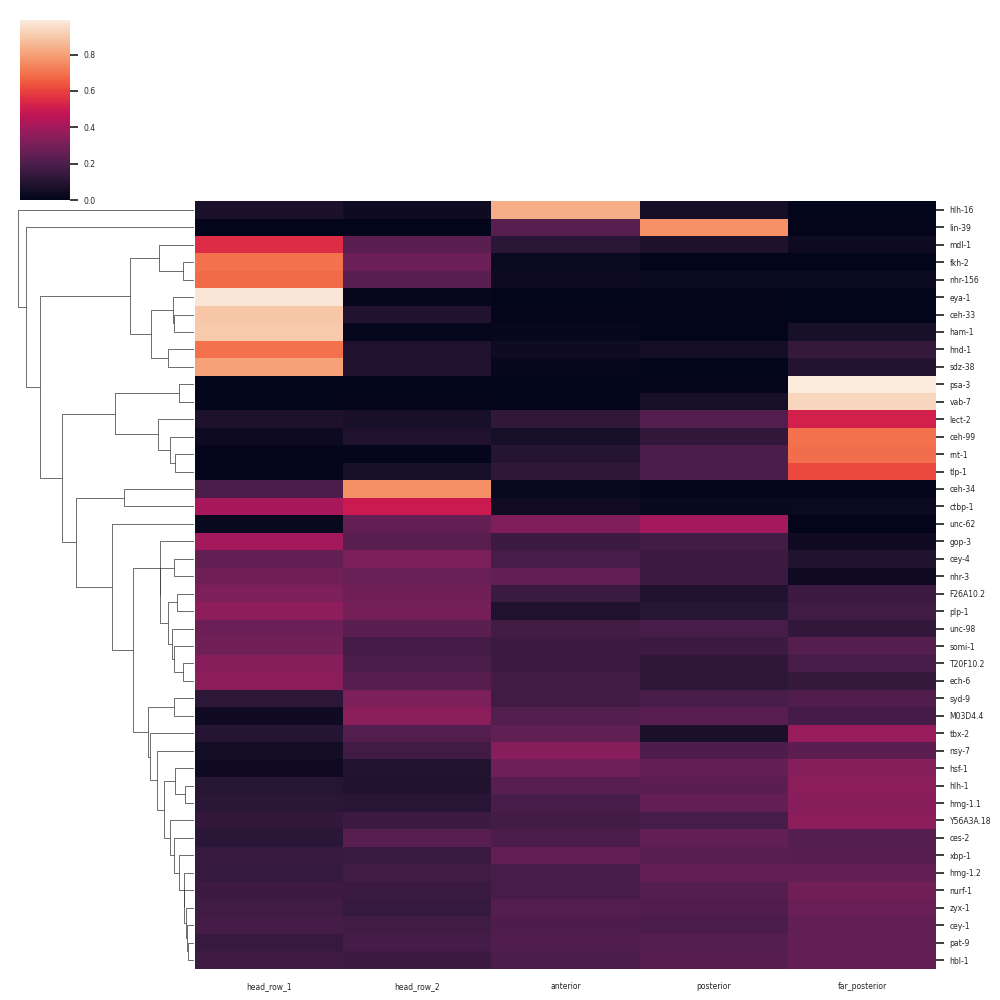 0.8
0.6
0.4
0.2
0.0
hlh-16
lin-39
mdl-1
fkh-2
nhr-156
eya-1
ceh-33
ham-1
hnd-1
sdz-38
psa-3
vab-7
lect-2
ceh-99
rnt-1
tlp-1
ceh-34
ctbp-1
unc-62
gop-3
cey-4
nhr-3
F26A10.2
plp-1
unc-98
somi-1
T20F10.2
ech-6
syd-9
M03D4.4
tbx-2
nsy-7
hsf-1
hlh-1
hmg-1.1
Y56A3A.18
ces-2
xbp-1
hmg-1.2
nurf-1
zyx-1
cey-1
pat-9
hbl-1
head_row_1 head_row_2 anterior posterior far_posterior